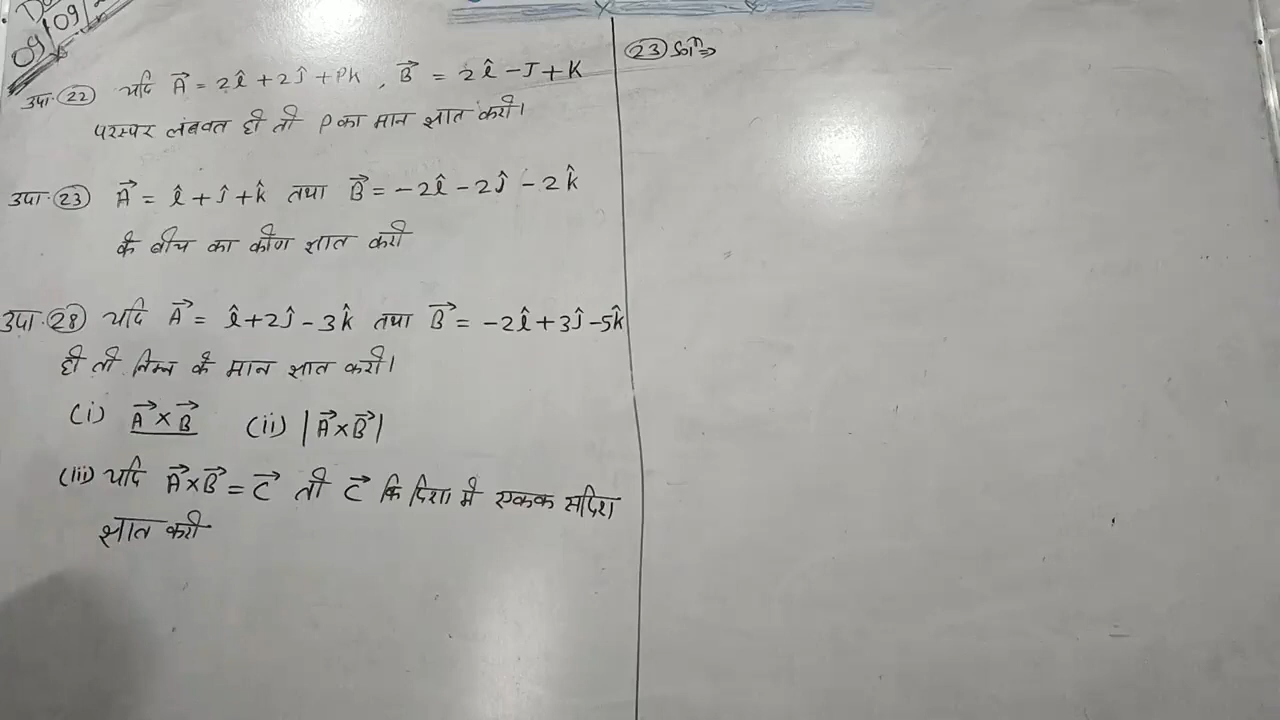 09/09/
उदा. (22) यदि A⃗ = 2î + 2ĵ + PK , B⃗ = 2î - J + K
परस्पर लंबवत हो तो P का मान ज्ञात करो।
उदा. (23) A⃗ = î + ĵ + k̂ तथा B⃗ = -2î - 2ĵ - 2k̂
के बीच का कोण ज्ञात करो
उदा. (28) यदि A⃗ = î + 2ĵ - 3k̂ तथा B⃗ = -2î + 3ĵ - 5k̂
हो तो निम्न के मान ज्ञात करो।
(i) A⃗ × B⃗ (ii) |A⃗ × B⃗|
(iii) यदि A⃗ × B⃗ = C⃗ तो C⃗ कि दिशा में एकक सदिश
ज्ञात करो
(23) Solⁿ ⇒